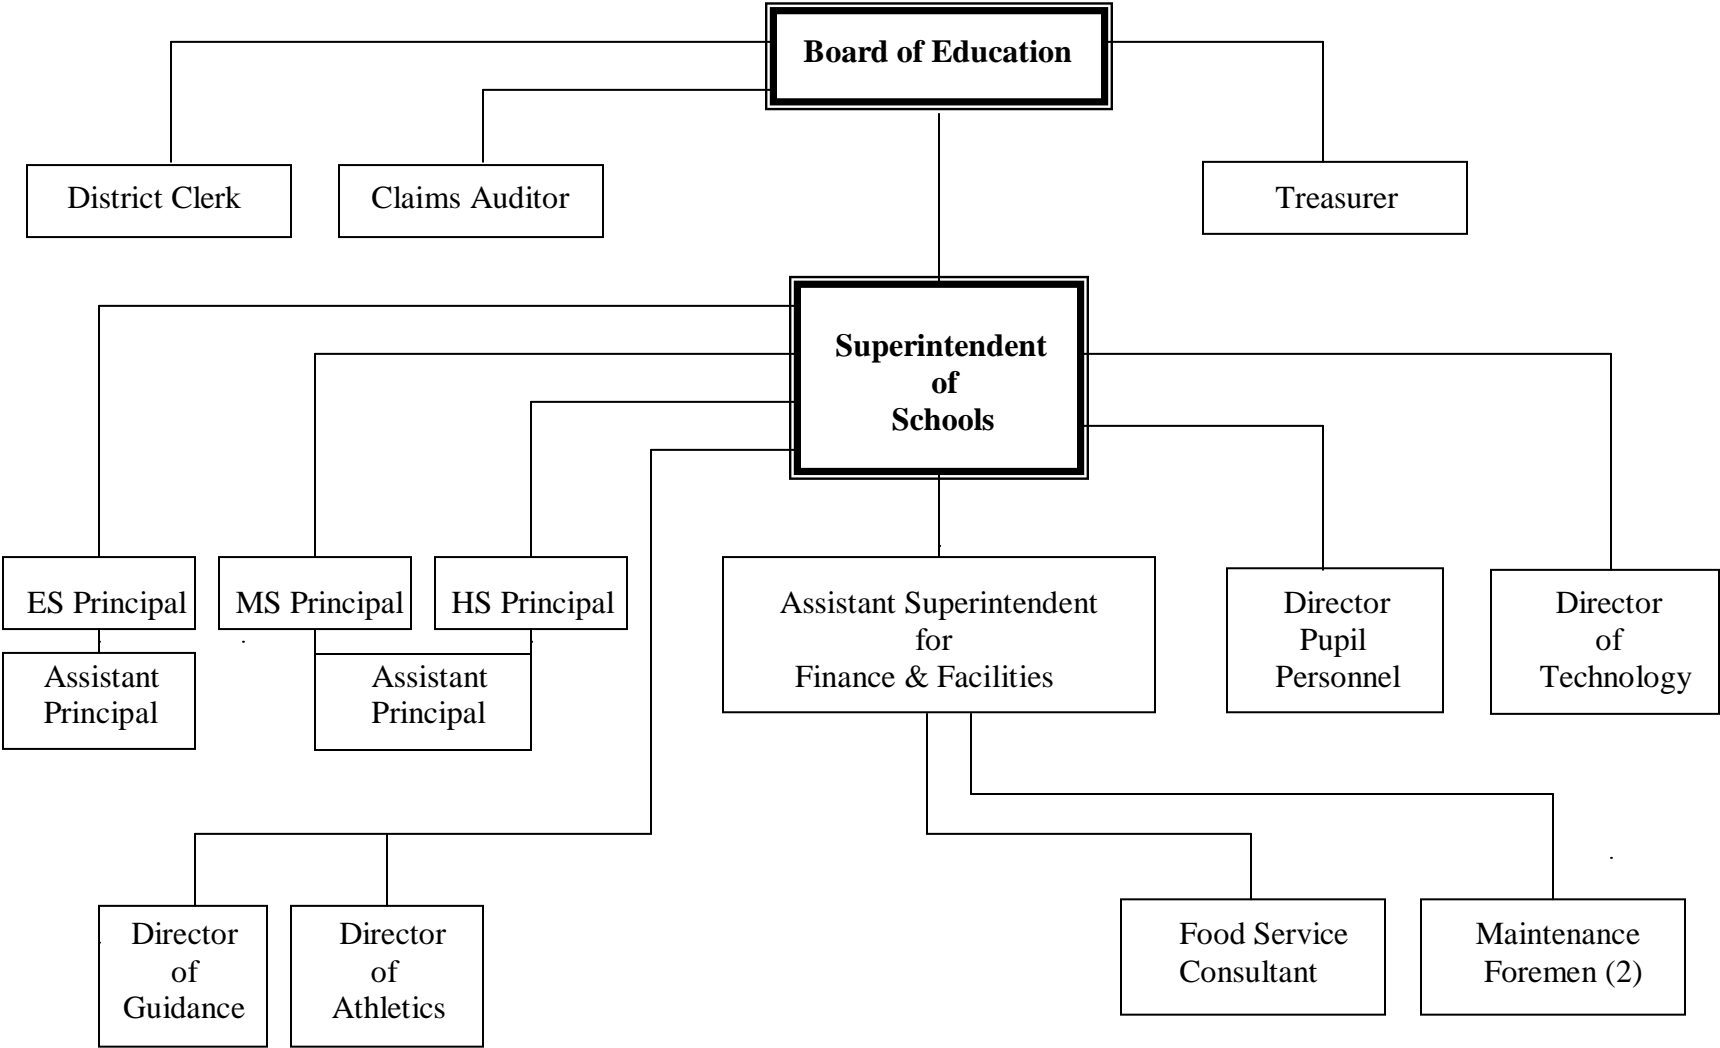 Board of Education
District Clerk
Claims Auditor
Treasurer
Superintendent
of
Schools
ES Principal
MS Principal
HS Principal
Assistant
Principal
Assistant
Principal
Assistant Superintendent
for
Finance & Facilities
Director
Pupil
Personnel
Director
of
Technology
Director
of
Guidance
Director
of
Athletics
Food Service
Consultant
Maintenance
Foremen (2)